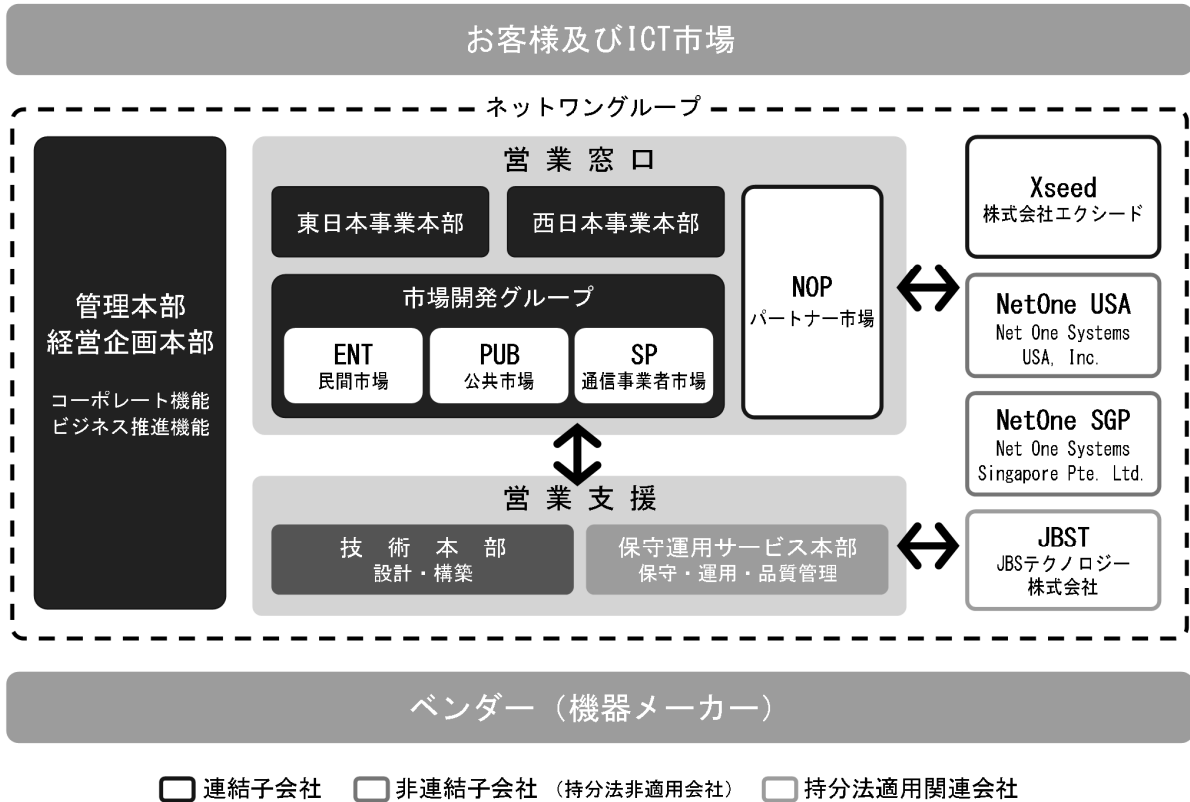 お客様及びICT市場
ネットワングループ
管理本部
経営企画本部
コーポレート機能
ビジネス推進機能
営業窓口
東日本事業本部
西日本事業本部
市場開発グループ
ENT
民間市場
PUB
公共市場
SP
通信事業者市場
NOP
パートナー市場
営業支援
技術本部
設計・構築
保守運用サービス本部
保守・運用・品質管理
Xseed
株式会社エクシード
NetOne USA
Net One Systems
USA, Inc.
NetOne SGP
Net One Systems
Singapore Pte. Ltd.
JBST
JBSテクノロジー
株式会社
ベンダー（機器メーカー）
連結子会社
非連結子会社（持分法非適用会社）
持分法適用関連会社